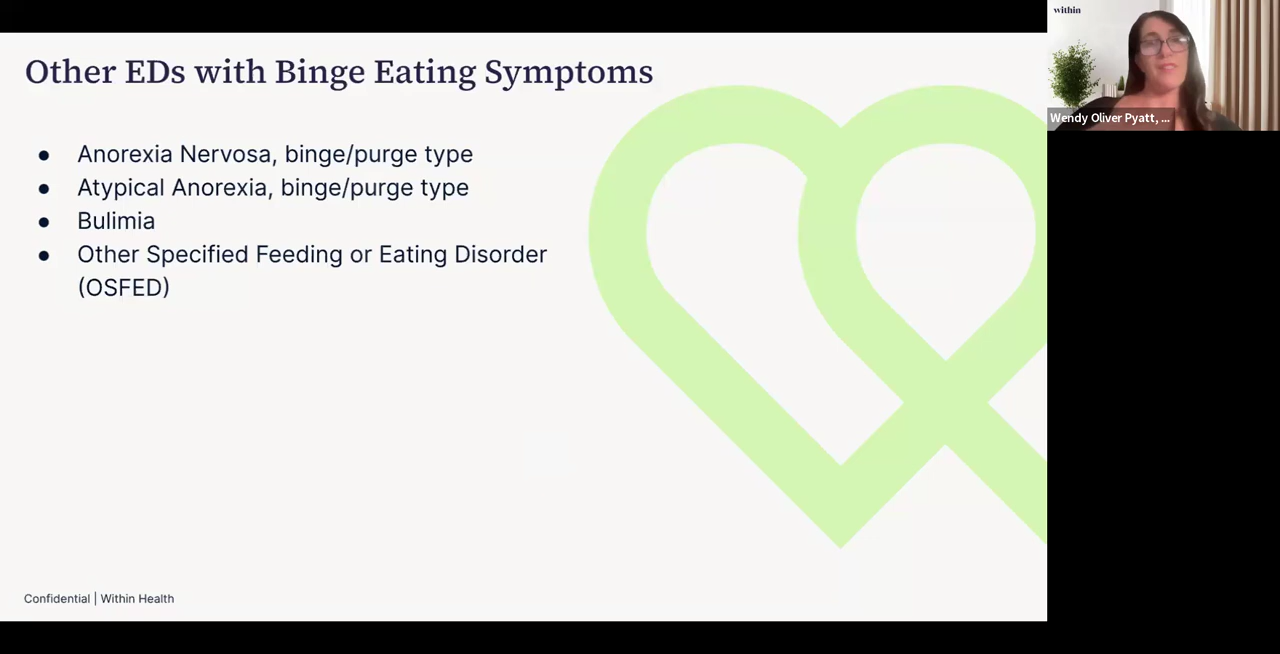 Other EDs with Binge Eating Symptoms
● Anorexia Nervosa, binge/purge type
● Atypical Anorexia, binge/purge type
● Bulimia
● Other Specified Feeding or Eating Disorder
(OSFED)
Confidential | Within Health
within
Wendy Oliver Pyatt, ...